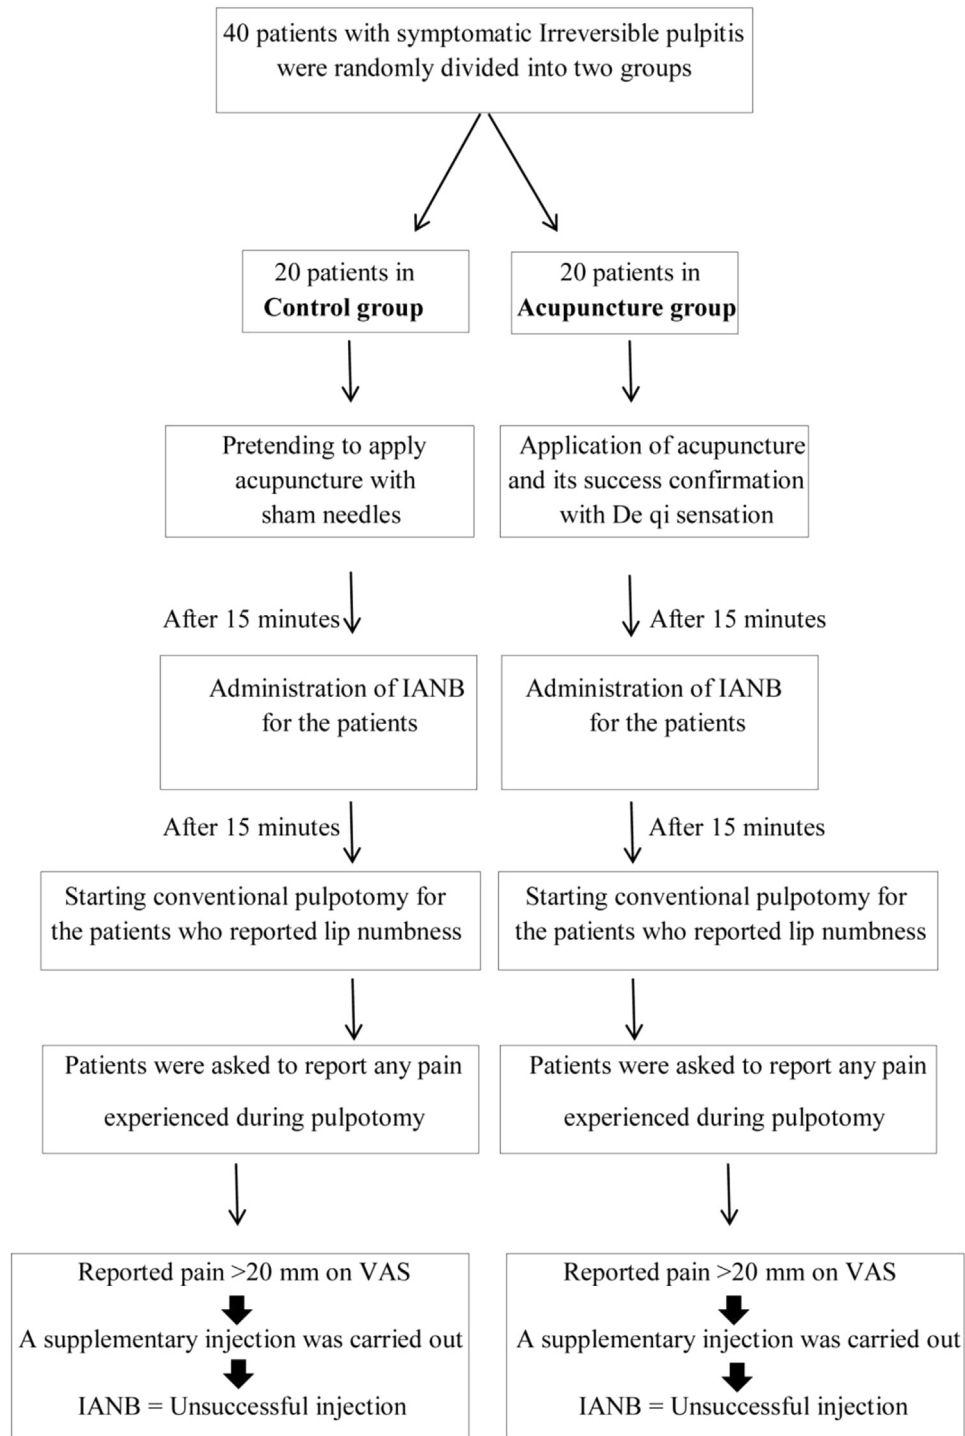 40 patients with symptomatic Irreversible pulpitis
were randomly divided into two groups
20 patients in
Control group
20 patients in
Acupuncture group
Pretending to apply
acupuncture with
sham needles
Application of acupuncture
and its success confirmation
with De qi sensation
After 15 minutes
After 15 minutes
Administration of IANB
for the patients
Administration of IANB
for the patients
After 15 minutes
After 15 minutes
Starting conventional pulpotomy for
the patients who reported lip numbness
Starting conventional pulpotomy for
the patients who reported lip numbness
Patients were asked to report any pain
experienced during pulpotomy
Patients were asked to report any pain
experienced during pulpotomy
Reported pain >20 mm on VAS
A supplementary injection was carried out
IANB = Unsuccessful injection
Reported pain >20 mm on VAS
A supplementary injection was carried out
IANB = Unsuccessful injection